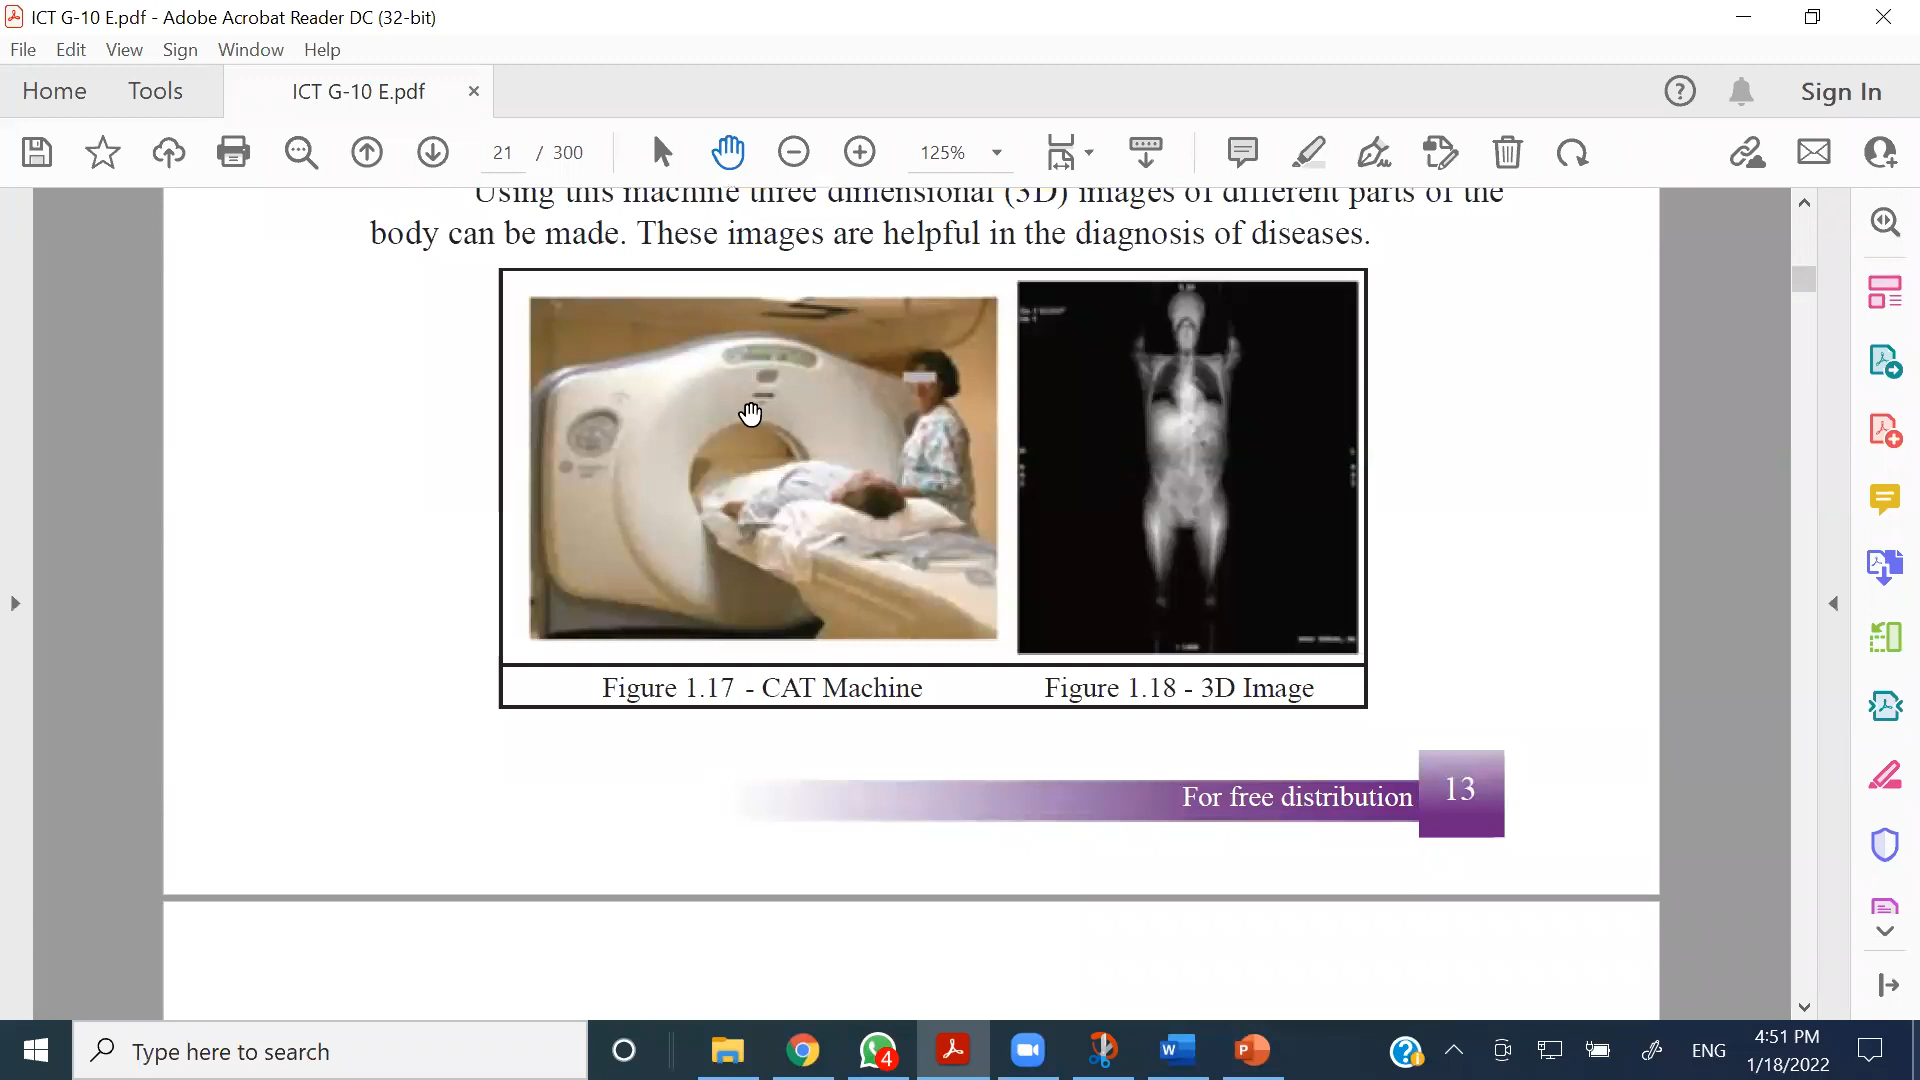 ICT G-10 E.pdf - Adobe Acrobat Reader DC (32-bit)
File Edit View Sign Window Help
Home Tools ICT G-10 E.pdf Sign In
21 / 300 125%
Using this machine three dimensional (3D) images of different parts of the
body can be made. These images are helpful in the diagnosis of diseases.
Figure 1.17 - CAT Machine Figure 1.18 - 3D Image
For free distribution 13
Type here to search 4 ENG 4:51 PM
1/18/2022